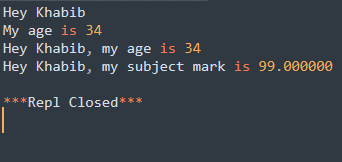 Hey Khabib
My age is 34
Hey Khabib, my age is 34
Hey Khabib, my subject mark is 99.000000
***Repl Closed***